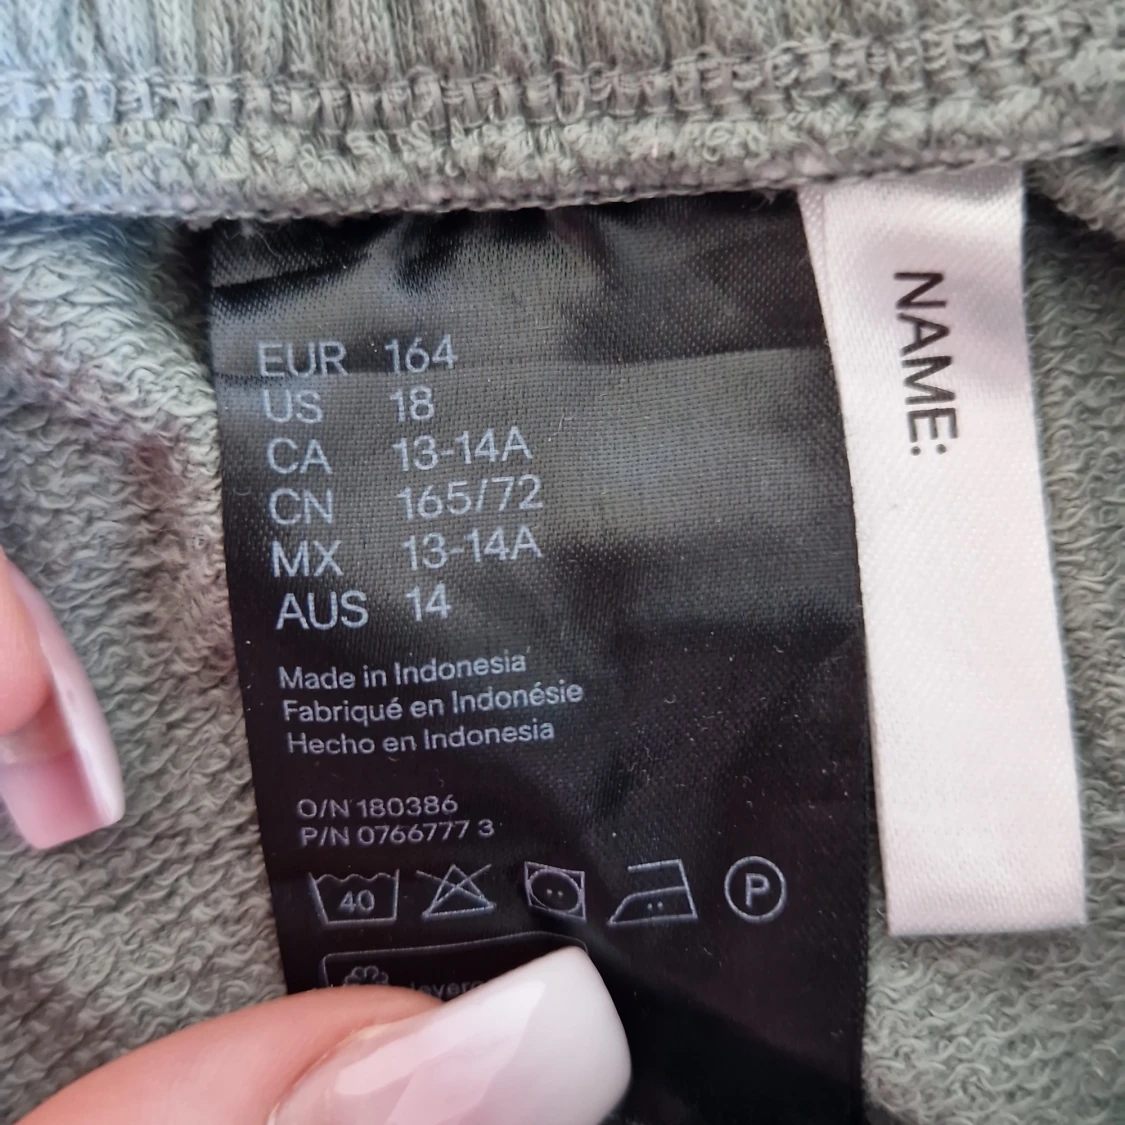 EUR 164
US 18
CA 13-14A
CN 165/72
MX 13-14A
AUS 14
Made in Indonesia
Fabriqué en Indonésie
Hecho en Indonesia
O/N 180386
P/N 0766777 3
40
P
NAME: